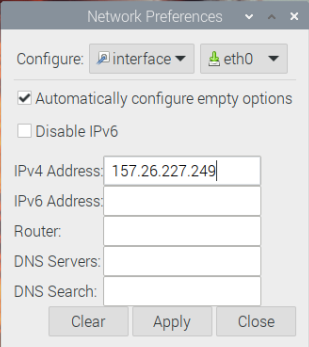 Network Preferences
Configure: interface eth0
Automatically configure empty options
Disable IPv6
IPv4 Address: 157.26.227.249
IPv6 Address:
Router:
DNS Servers:
DNS Search:
Clear Apply Close